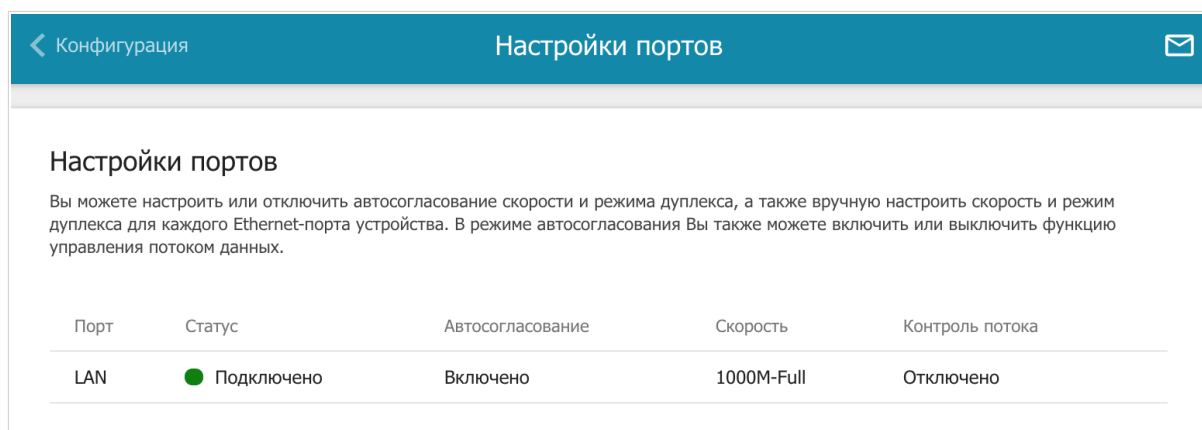 Конфигурация
Настройки портов
Настройки портов
Вы можете настроить или отключить автосогласование скорости и режима дуплекса, а также вручную настроить скорость и режим
дуплекса для каждого Ethernet-порта устройства. В режиме автосогласования Вы также можете включить или выключить функцию
управления потоком данных.
Порт Статус Автосогласование Скорость Контроль потока
LAN Подключено Включено 1000M-Full Отключено